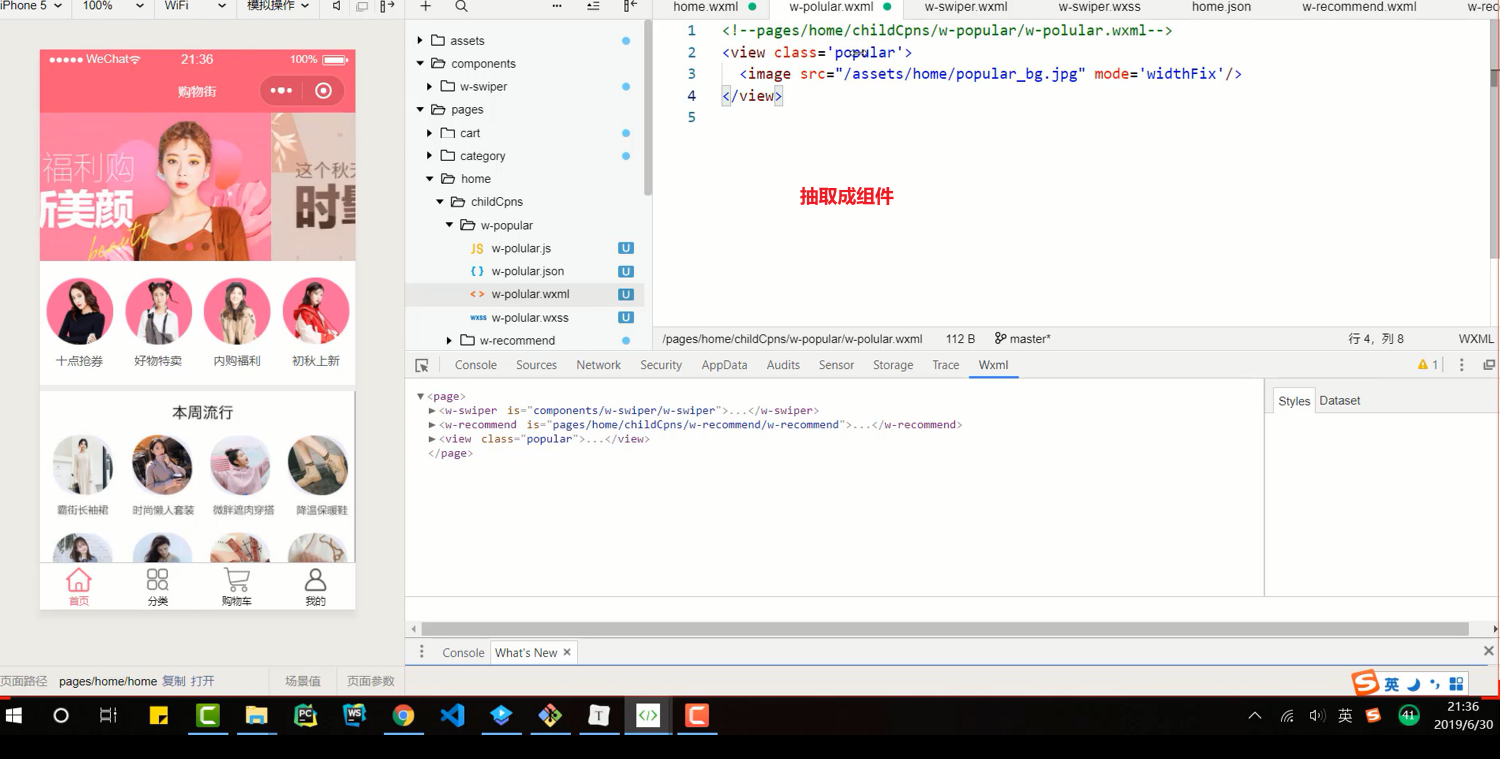 iPhone 5
100%
WiFi
模拟操作
WeChat
21:36
100%
购物街
福利购
新美颜
beauty
这个秋天
十点抢券
好物特卖
内购福利
初秋上新
本周流行
霸街长袖裙
时尚懒人套装
微胖遮肉穿搭
降温保暖鞋
首页
分类
购物车
我的
页面路径
pages/home/home
复制
打开
场景值
页面参数
assets
components
w-swiper
pages
cart
category
home
childCpns
w-popular
JS w-polular.js U
{ } w-polular.json U
< > w-polular.wxml U
wxss w-polular.wxss U
w-recommend
home.wxml
w-polular.wxml
w-swiper.wxml
w-swiper.wxss
home.json
w-recommend.wxml
w-rec
1 <!--pages/home/childCpns/w-popular/w-polular.wxml-->
2 <view class='popular'>
3 <image src="/assets/home/popular_bg.jpg" mode='widthFix'/>
4 </view>
5
抽取成组件
/pages/home/childCpns/w-popular/w-polular.wxml
112 B
master*
行 4，列 8
WXML
Console
Sources
Network
Security
AppData
Audits
Sensor
Storage
Trace
Wxml
1
<page>
<w-swiper is="components/w-swiper/w-swiper">...</w-swiper>
<w-recommend is="pages/home/childCpns/w-recommend/w-recommend">...</w-recommend>
<view class="popular">...</view>
</page>
Styles
Dataset
Console
What's New
英
PC
WS
T
英
41
21:36
2019/6/30